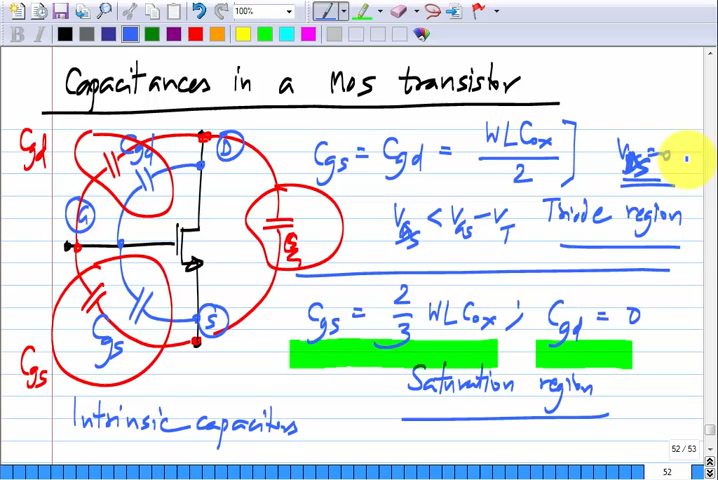 100%
Capacitances in a MOS transistor
Cgd
Cgd
D
Cgs = Cgd = WLCox / 2 ]
VDS = 0
G
VDS < VGS - VT Triode region
Cgs = 2/3 WLCox ; Cgd = 0
S
Cgs
Cgs
Saturation region
Intrinsic capacitors
52 / 53
52